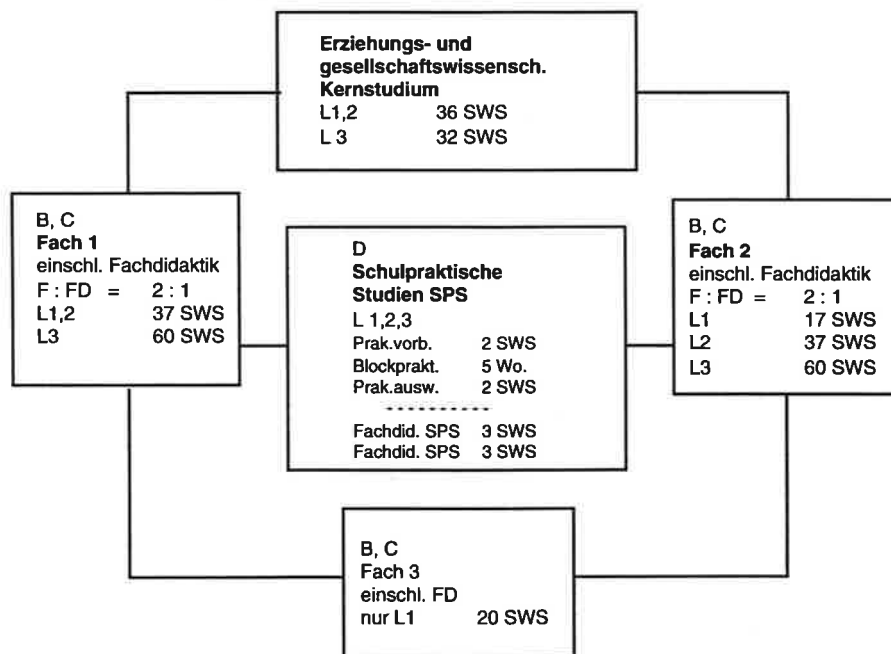 Erziehungs- und
gesellschaftswissensch.
Kernstudium
L1,2 36 SWS
L 3 32 SWS
B, C
Fach 1
einschl. Fachdidaktik
F : FD = 2 : 1
L1,2 37 SWS
L3 60 SWS
D
Schulpraktische
Studien SPS
L 1,2,3
Prak.vorb. 2 SWS
Blockprakt. 5 Wo.
Prak.ausw. 2 SWS
Fachdid. SPS 3 SWS
Fachdid. SPS 3 SWS
B, C
Fach 2
einschl. Fachdidaktik
F : FD = 2 : 1
L1 17 SWS
L2 37 SWS
L3 60 SWS
B, C
Fach 3
einschl. FD
nur L1 20 SWS